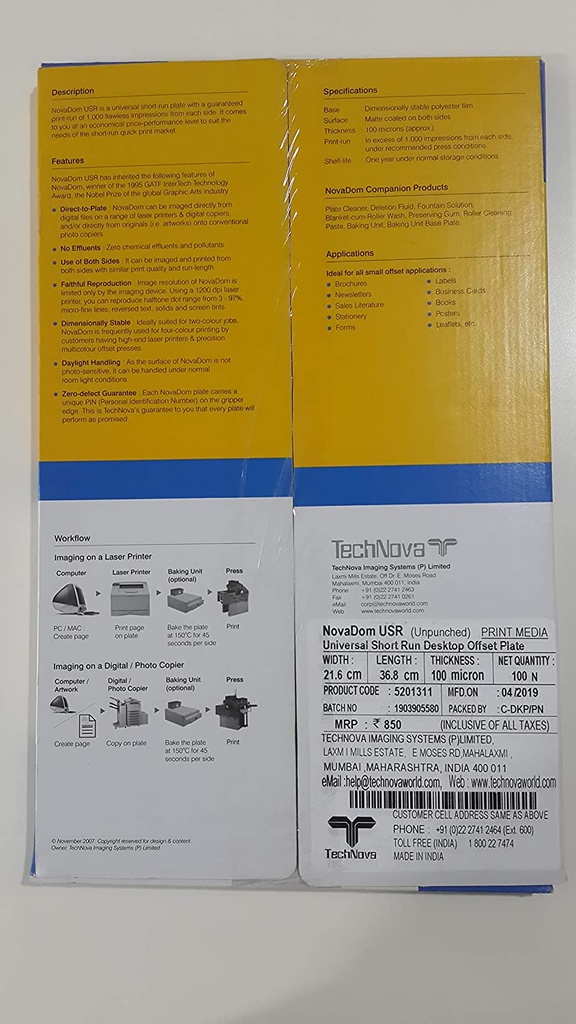 Description
NovaDom USR is a universal short-run plate with a guaranteed
print-run of 1,000 flawless impressions from each side. It comes
to you at an economical price-performance level to suit the
needs of the short-run quick print market.
Features
NovaDom USR has inherited the following features of
NovaDom, winner of the 1995 GATF InterTech Technology
Award, the Nobel Prize of the global Graphic Arts industry.
• Direct-to-Plate : NovaDom can be imaged directly from
digital files on a range of laser printers & digital copiers,
and/or directly from originals (i.e. artworks) onto conventional
photo copiers
• No Effluents : Zero chemical effluents and pollutants
• Use of Both Sides : It can be imaged and printed from
both sides with similar print quality and run-length
• Faithful Reproduction : Image resolution of NovaDom is
limited only by the imaging device. Using a 1200 dpi laser
printer, you can reproduce halftone dot range from 3 - 97%,
micro-fine lines, reversed text, solids and screen tints.
• Dimensionally Stable : Ideally suited for two-colour jobs,
NovaDom is frequently used for four-colour printing by
customers having high-end laser printers & precision
multicolour offset presses
• Daylight Handling : As the surface of NovaDom is not
photo-sensitive, it can be handled under normal
room light conditions
• Zero-defect Guarantee : Each NovaDom plate carries a
unique PIN (Personal Identification Number) on the gripper
edge. This is TechNova's guarantee to you that every plate will
perform as promised.
Workflow
Imaging on a Laser Printer
Computer Laser Printer Baking Unit (optional) Press
PC / MAC Create page Print page on plate Bake the plate at 150°C for 45 seconds per side Print
Imaging on a Digital / Photo Copier
Computer / Artwork Digital / Photo Copier Baking Unit (optional) Press
Create page Copy on plate Bake the plate at 150°C for 45 seconds per side Print
© November 2007. Copyright reserved for design & content.
Owner, TechNova Imaging Systems (P) Limited
Specifications
Base Dimensionally stable polyester film
Surface Matte coated on both sides
Thickness 100 microns (approx.)
Print-run In excess of 1,000 impressions from each side,
under recommended press conditions
Shelf-life One year under normal storage conditions
NovaDom Companion Products
Plate Cleaner, Deletion Fluid, Fountain Solution,
Blanket-cum-Roller Wash, Preserving Gum, Roller Cleaning
Paste, Baking Unit, Baking Unit Base Plate.
Applications
Ideal for all small offset applications :
• Brochures
• Newsletters
• Sales Literature
• Stationery
• Forms
• Labels
• Business Cards
• Books
• Posters
• Leaflets, etc.
TechNova
TechNova Imaging Systems (P) Limited
Laxmi Mills Estate, Off Dr. E. Moses Road
Mahalaxmi, Mumbai 400 011, India
Phone +91 (0)22 2741 2463
Fax +91 (0)22 2741 0261
eMail corp@technovaworld.com
Web www.technovaworld.com
NovaDom USR (Unpunched) PRINT MEDIA
Universal Short Run Desktop Offset Plate
WIDTH : LENGTH : THICKNESS : NET QUANTITY :
21.6 cm 36.8 cm 100 micron 100 N
PRODUCT CODE : 5201311 MFD.ON : 04/2019
BATCH NO : 1903905580 PACKED BY : C-DKP/PN
MRP : ₹ 850 (INCLUSIVE OF ALL TAXES)
TECHNOVA IMAGING SYSTEMS (P)LIMITED,
LAXM I MILLS ESTATE, E MOSES RD,MAHALAXMI ,
MUMBAI ,MAHARASHTRA, INDIA 400 011
eMail :help@technovaworld.com, Web : www.technovaworld.com
CUSTOMER CELL ADDRESS SAME AS ABOVE
PHONE : +91 (0)22 2741 2464 (Ext. 600)
TOLL FREE (INDIA) 1 800 22 7474
MADE IN INDIA
TechNova